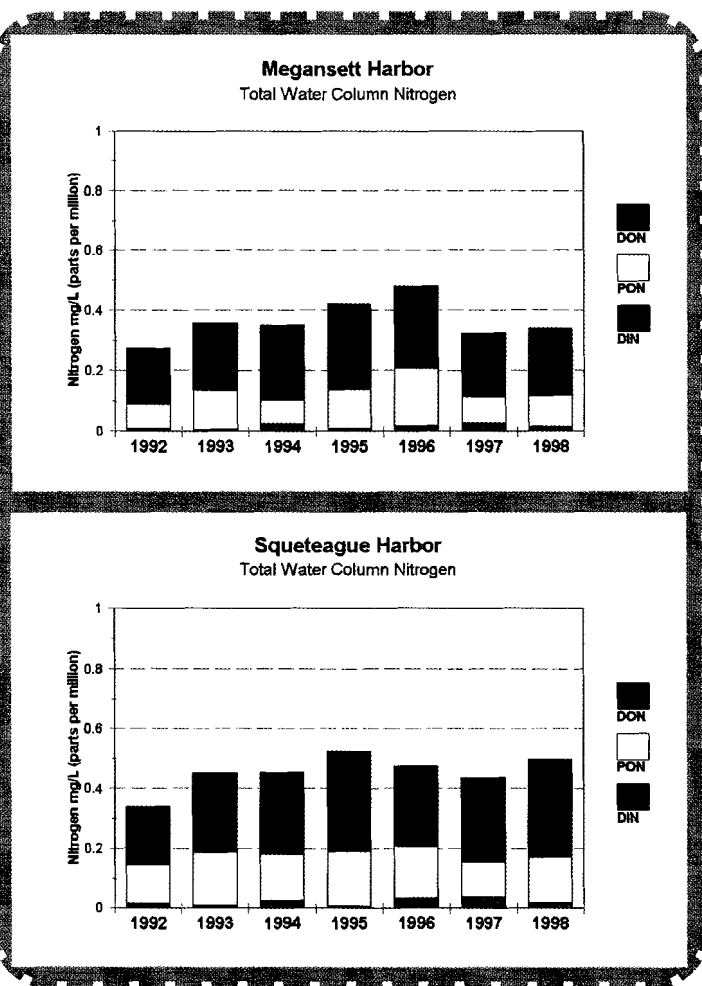 Megansett Harbor
Total Water Column Nitrogen
Nitrogen mg/L (parts per million)
1
0.8
0.6
0.4
0.2
0
1992 1993 1994 1995 1996 1997 1998
DON
PON
DIN
Squeteague Harbor
Total Water Column Nitrogen
Nitrogen mg/L (parts per million)
1
0.8
0.6
0.4
0.2
0
1992 1993 1994 1995 1996 1997 1998
DON
PON
DIN